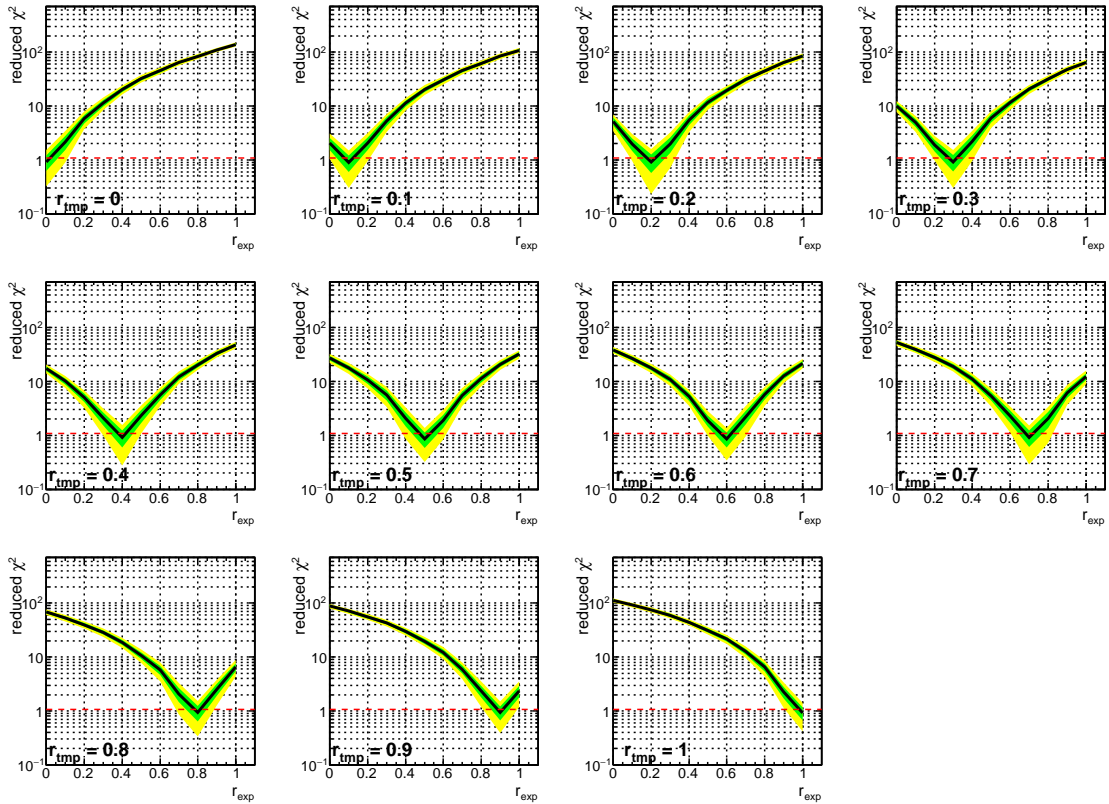 reduced χ²
10²
10
1
10⁻¹
r_tmp = 0
0 0.2 0.4 0.6 0.8 1
r_exp
reduced χ²
10²
10
1
10⁻¹
r_tmp = 0.1
0 0.2 0.4 0.6 0.8 1
r_exp
reduced χ²
10²
10
1
10⁻¹
r_tmp = 0.2
0 0.2 0.4 0.6 0.8 1
r_exp
reduced χ²
10²
10
1
10⁻¹
r_tmp = 0.3
0 0.2 0.4 0.6 0.8 1
r_exp
reduced χ²
10²
10
1
10⁻¹
r_tmp = 0.4
0 0.2 0.4 0.6 0.8 1
r_exp
reduced χ²
10²
10
1
10⁻¹
r_tmp = 0.5
0 0.2 0.4 0.6 0.8 1
r_exp
reduced χ²
10²
10
1
10⁻¹
r_tmp = 0.6
0 0.2 0.4 0.6 0.8 1
r_exp
reduced χ²
10²
10
1
10⁻¹
r_tmp = 0.7
0 0.2 0.4 0.6 0.8 1
r_exp
reduced χ²
10²
10
1
10⁻¹
r_tmp = 0.8
0 0.2 0.4 0.6 0.8 1
r_exp
reduced χ²
10²
10
1
10⁻¹
r_tmp = 0.9
0 0.2 0.4 0.6 0.8 1
r_exp
reduced χ²
10²
10
1
10⁻¹
r_tmp = 1
0 0.2 0.4 0.6 0.8 1
r_exp